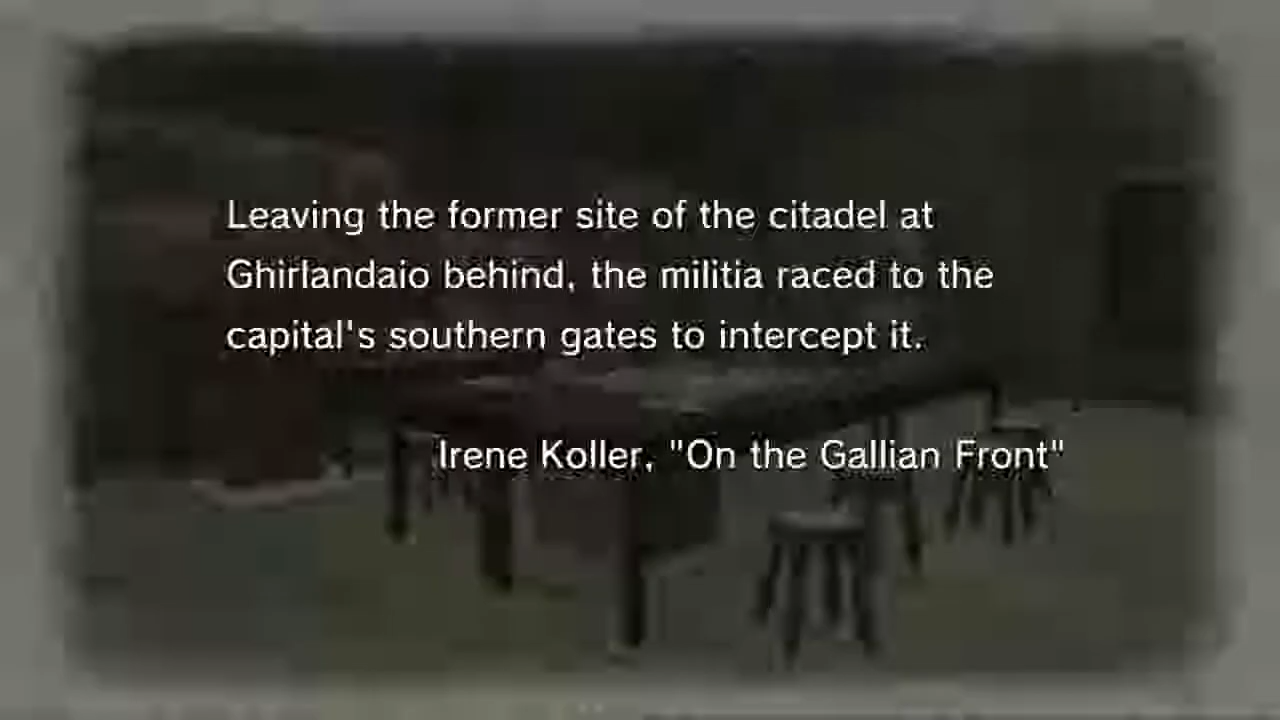 Leaving the former site of the citadel at
Ghirlandaio behind, the militia raced to the
capital's southern gates to intercept it.
Irene Koller, "On the Gallian Front"